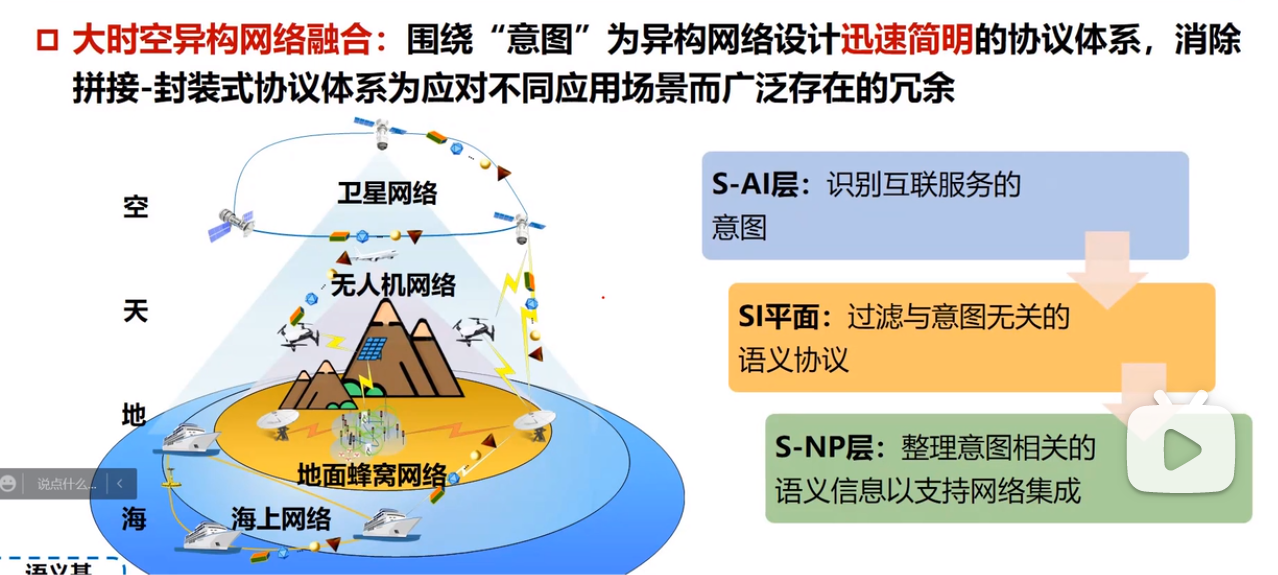 大时空异构网络融合：围绕“意图”为异构网络设计迅速简明的协议体系，消除
拼接-封装式协议体系为应对不同应用场景而广泛存在的冗余
空
天
地
海
卫星网络
无人机网络
地面蜂窝网络
海上网络
S-AI层：识别互联服务的
意图
SI平面：过滤与意图无关的
语义协议
S-NP层：整理意图相关的
语义信息以支持网络集成
说点什么...
语义基